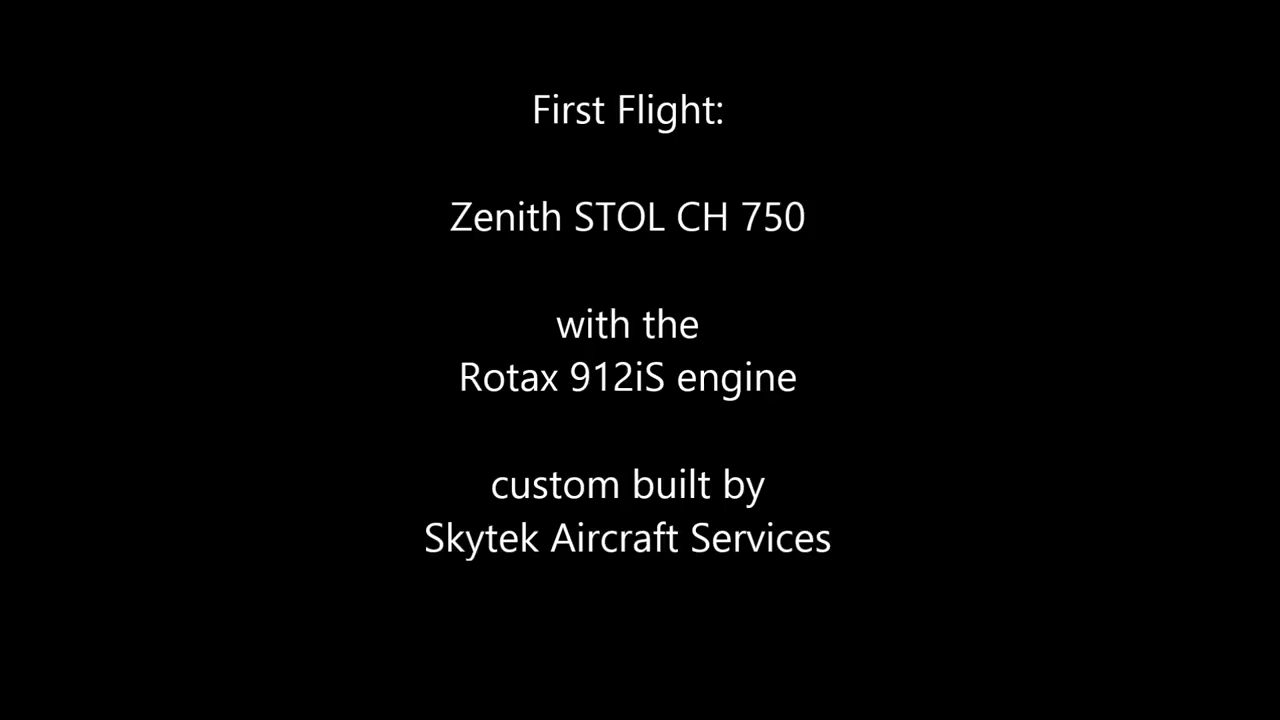 First Flight:
Zenith STOL CH 750
with the
Rotax 912iS engine
custom built by
Skytek Aircraft Services